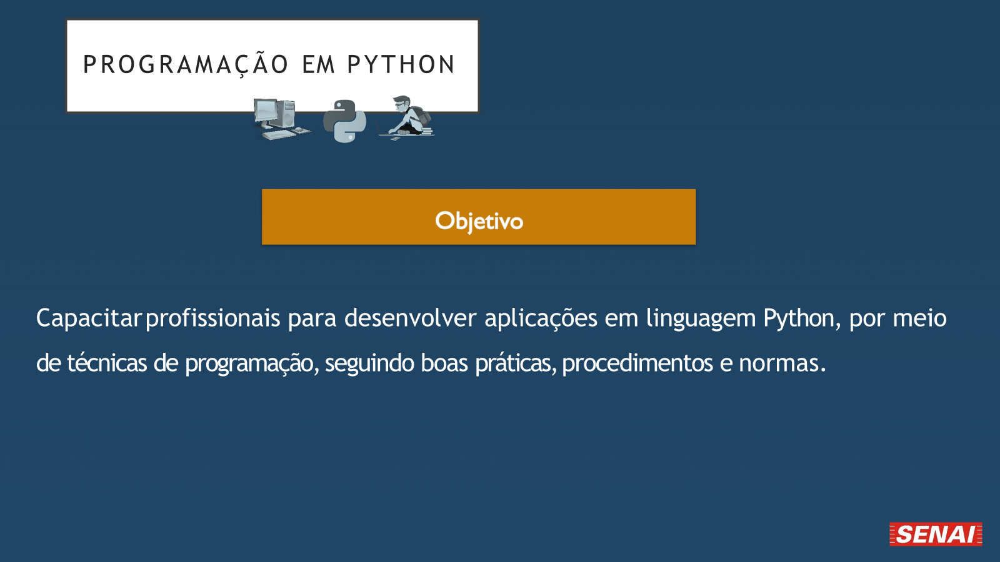 PROGRAMAÇÃO EM PYTHON
Objetivo
Capacitar profissionais para desenvolver aplicações em linguagem Python, por meio
de técnicas de programação, seguindo boas práticas, procedimentos e normas.
SENAI